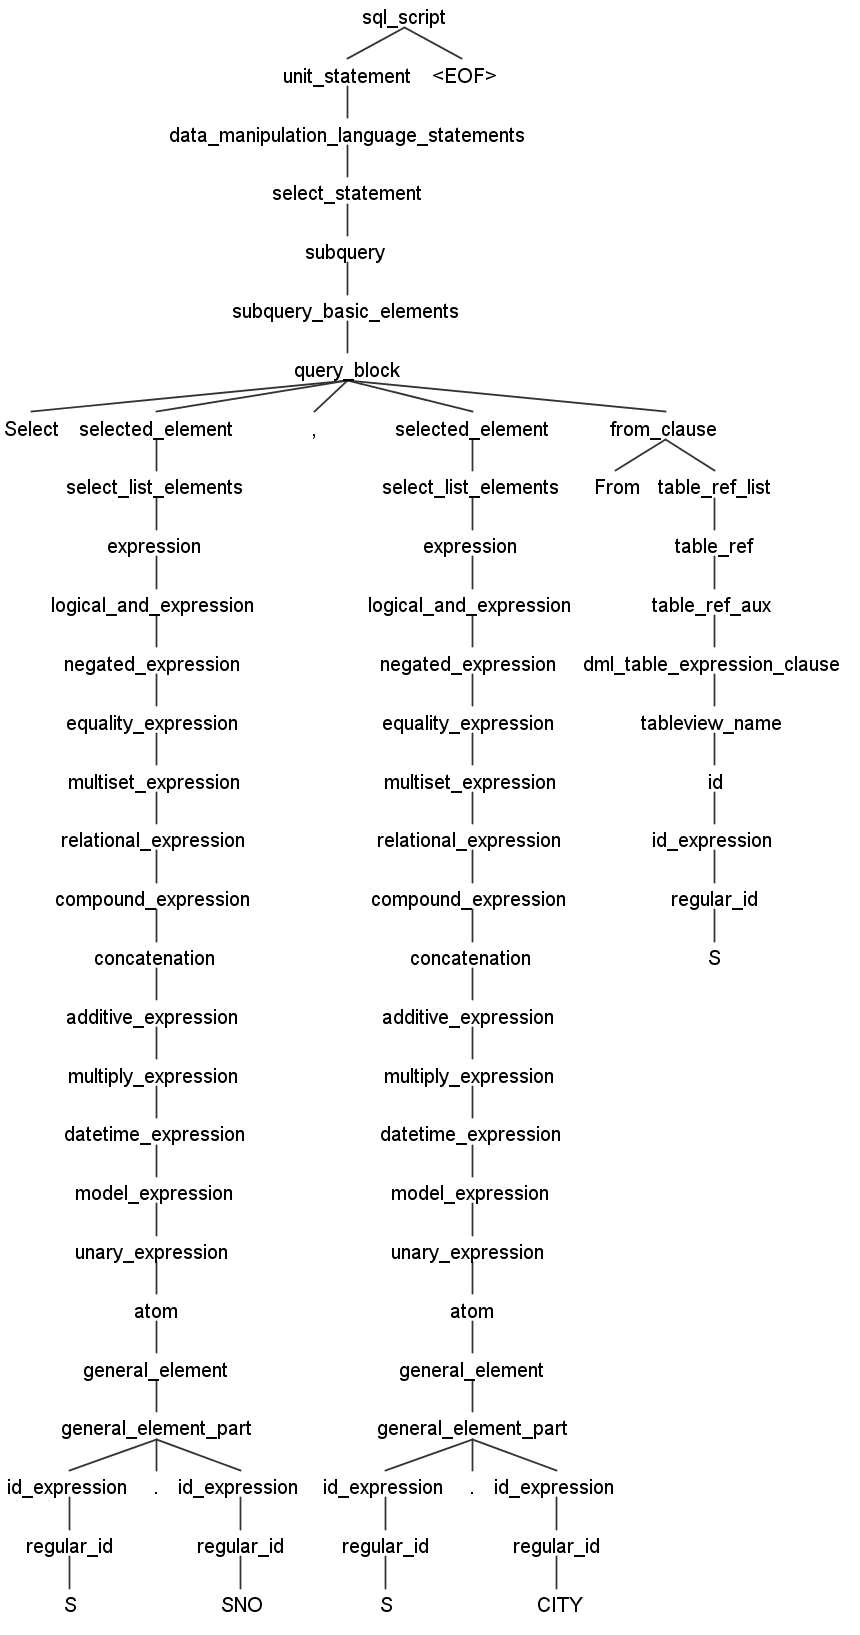 sql_script
unit_statement <EOF>
data_manipulation_language_statements
select_statement
subquery
subquery_basic_elements
query_block
Select selected_element , selected_element from_clause
select_list_elements select_list_elements From table_ref_list
expression expression table_ref
logical_and_expression logical_and_expression table_ref_aux
negated_expression negated_expression dml_table_expression_clause
equality_expression equality_expression tableview_name
multiset_expression multiset_expression id
relational_expression relational_expression id_expression
compound_expression compound_expression regular_id
concatenation concatenation S
additive_expression additive_expression
multiply_expression multiply_expression
datetime_expression datetime_expression
model_expression model_expression
unary_expression unary_expression
atom atom
general_element general_element
general_element_part general_element_part
id_expression . id_expression id_expression . id_expression
regular_id regular_id regular_id regular_id
S SNO S CITY